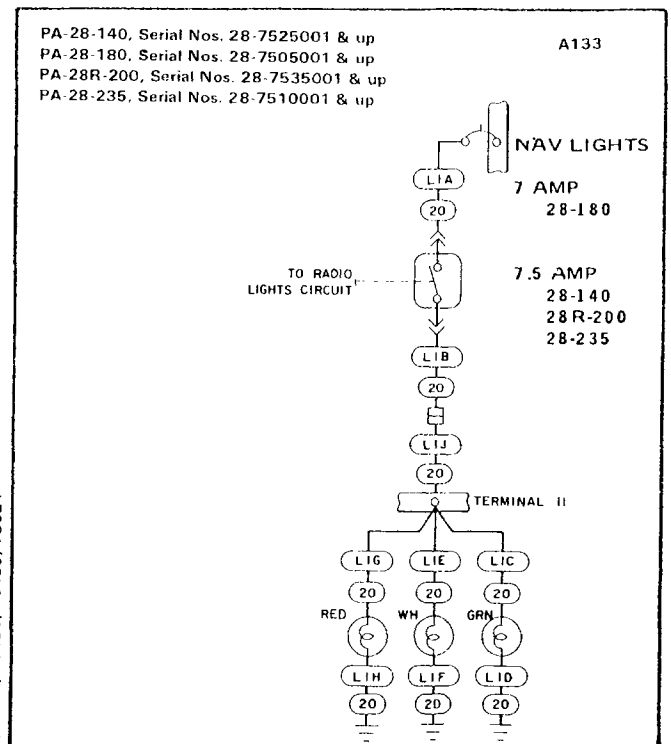 PA-28-140, Serial Nos. 28-7525001 & up
PA-28-180, Serial Nos. 28-7505001 & up
PA-28R-200, Serial Nos. 28-7535001 & up
PA-28-235, Serial Nos. 28-7510001 & up
A133
NAV LIGHTS
L1A
20
7 AMP
28-180
TO RADIO
LIGHTS CIRCUIT
7.5 AMP
28-140
28R-200
28-235
L1B
20
L1J
20
TERMINAL 11
L1G L1E L1C
20 20 20
RED WH GRN
L1H L1F L1D
20 20 20